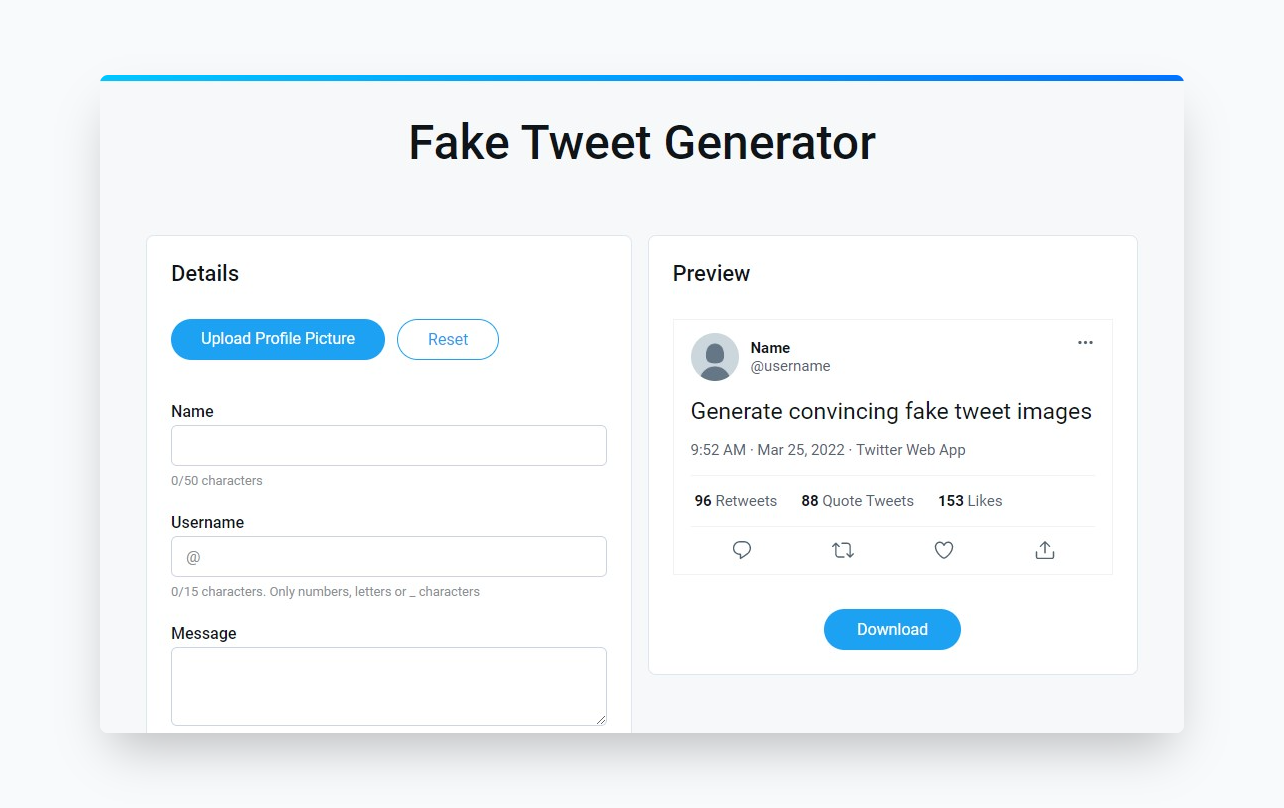 Fake Tweet Generator
Details
Upload Profile Picture
Reset
Name
0/50 characters
Username
@
0/15 characters. Only numbers, letters or _ characters
Message
Preview
Name
@username
Generate convincing fake tweet images
9:52 AM · Mar 25, 2022 · Twitter Web App
96 Retweets 88 Quote Tweets 153 Likes
Download